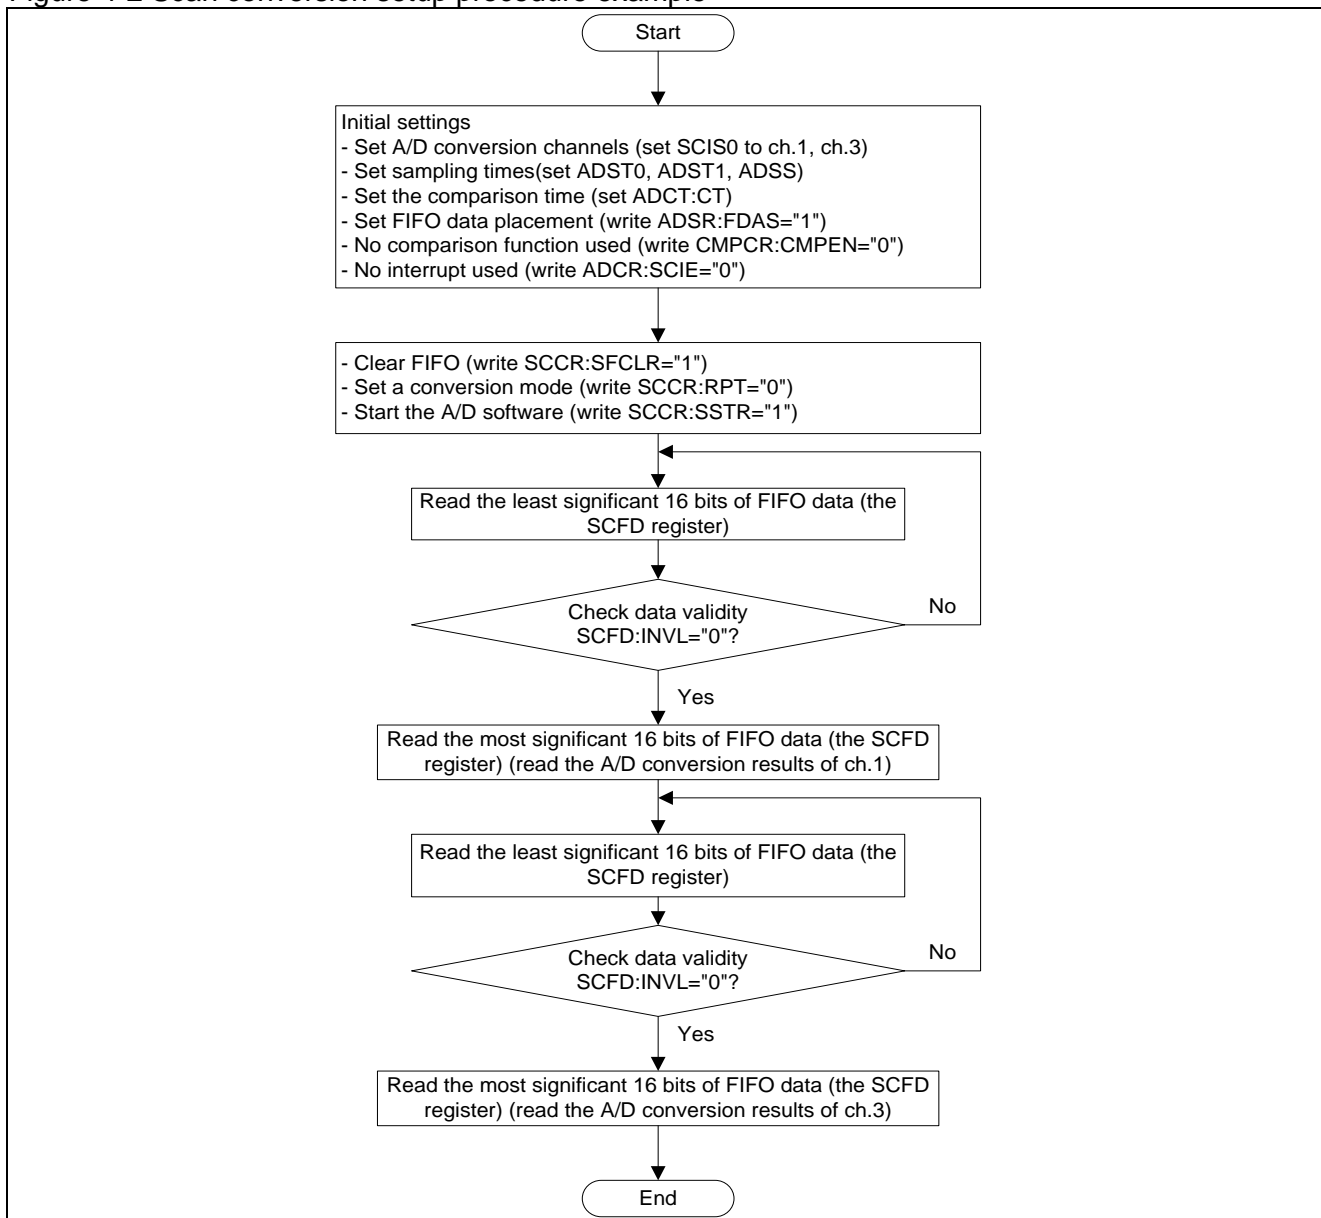 Figure 4-2 Scan conversion setup procedure example
Start
Initial settings
- Set A/D conversion channels (set SCIS0 to ch.1, ch.3)
- Set sampling times(set ADST0, ADST1, ADSS)
- Set the comparison time (set ADCT:CT)
- Set FIFO data placement (write ADSR:FDAS="1")
- No comparison function used (write CMPCR:CMPEN="0")
- No interrupt used (write ADCR:SCIE="0")
- Clear FIFO (write SCCR:SFCLR="1")
- Set a conversion mode (write SCCR:RPT="0")
- Start the A/D software (write SCCR:SSTR="1")
Read the least significant 16 bits of FIFO data (the
SCFD register)
Check data validity
SCFD:INVL="0"?
No
Yes
Read the most significant 16 bits of FIFO data (the SCFD
register) (read the A/D conversion results of ch.1)
Read the least significant 16 bits of FIFO data (the
SCFD register)
Check data validity
SCFD:INVL="0"?
No
Yes
Read the most significant 16 bits of FIFO data (the SCFD
register) (read the A/D conversion results of ch.3)
End